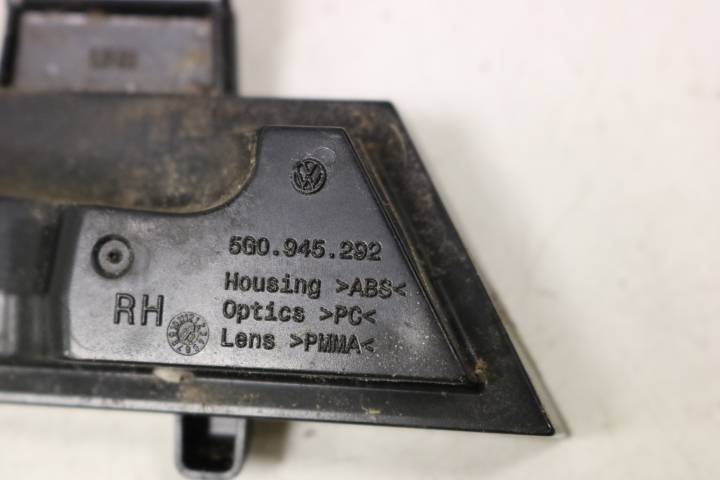 5G0.945.292
Housing >ABS<
Optics >PC<
Lens >PMMA<
RH